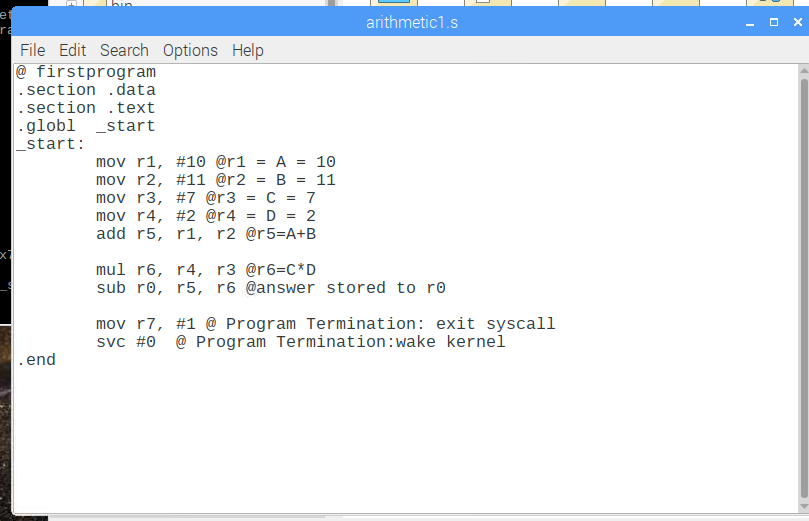 bin
arithmetic1.s
File Edit Search Options Help
@ firstprogram
.section .data
.section .text
.globl  _start
_start:
        mov r1, #10 @r1 = A = 10
        mov r2, #11 @r2 = B = 11
        mov r3, #7 @r3 = C = 7
        mov r4, #2 @r4 = D = 2
        add r5, r1, r2 @r5=A+B
        mul r6, r4, r3 @r6=C*D
        sub r0, r5, r6 @answer stored to r0
        mov r7, #1 @ Program Termination: exit syscall
        svc #0  @ Program Termination:wake kernel
.end